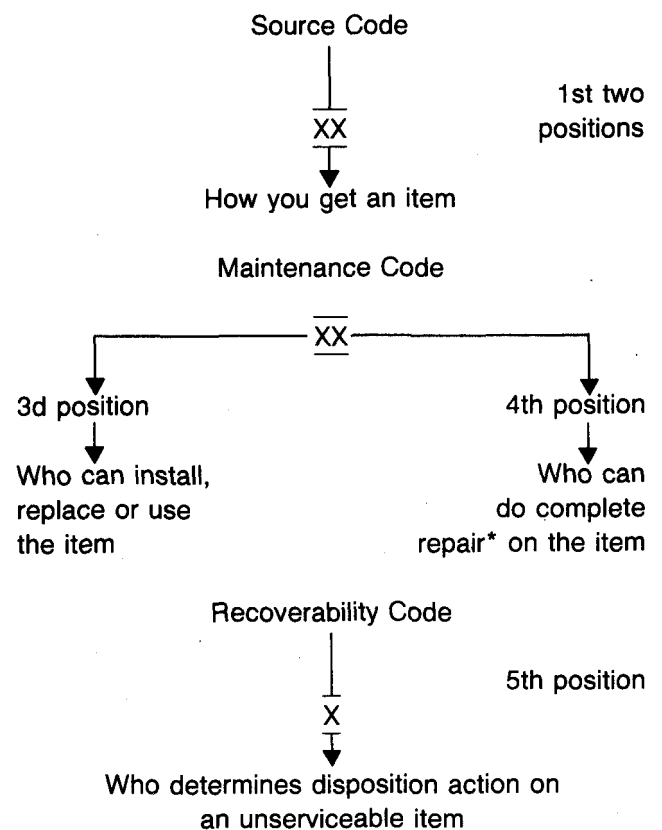 Source Code
1st two
positions
XX
How you get an item
Maintenance Code
XX
3d position
4th position
Who can install,
replace or use
the item
Who can
do complete
repair* on the item
Recoverability Code
5th position
X
Who determines disposition action on
an unserviceable item